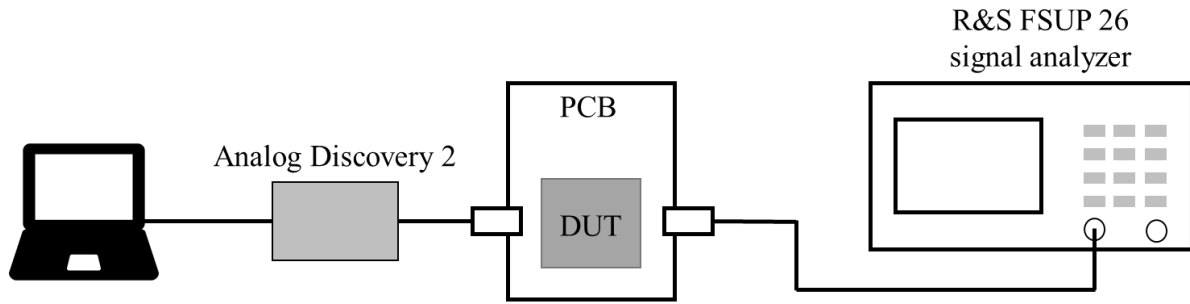 R&S FSUP 26
signal analyzer
PCB
Analog Discovery 2
DUT